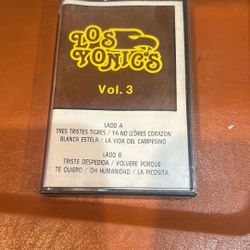 LOS
YONIC'S
Vol. 3
LADO A
TRES TRISTES TIGRES / YA NO LLORES CORAZON
BLANCA ESTELA / LA VIDA DEL CAMPESINO
LADO B
TRISTE DESPEDIDA / VOLVERE PORQUE
TE QUIERO / OH HUMANIDAD / LA PICOSITA